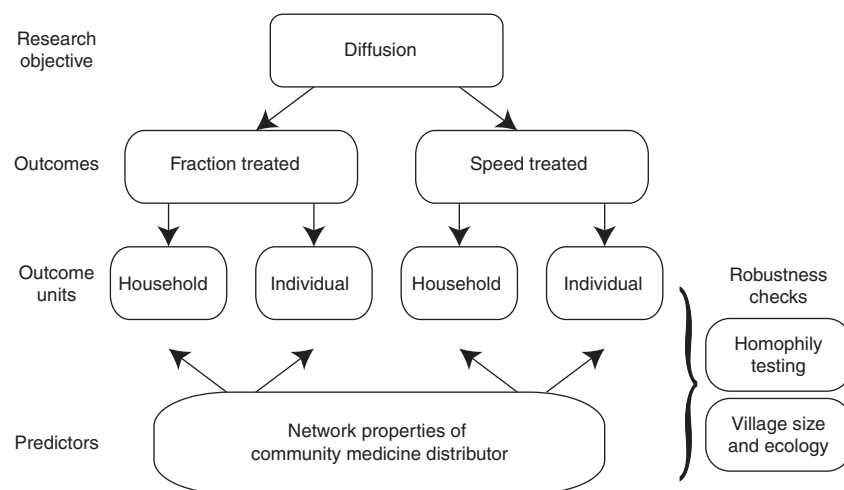 Research
objective
Diffusion
Outcomes
Fraction treated
Speed treated
Outcome
units
Household
Individual
Household
Individual
Robustness
checks
Homophily
testing
Village size
and ecology
Predictors
Network properties of
community medicine distributor